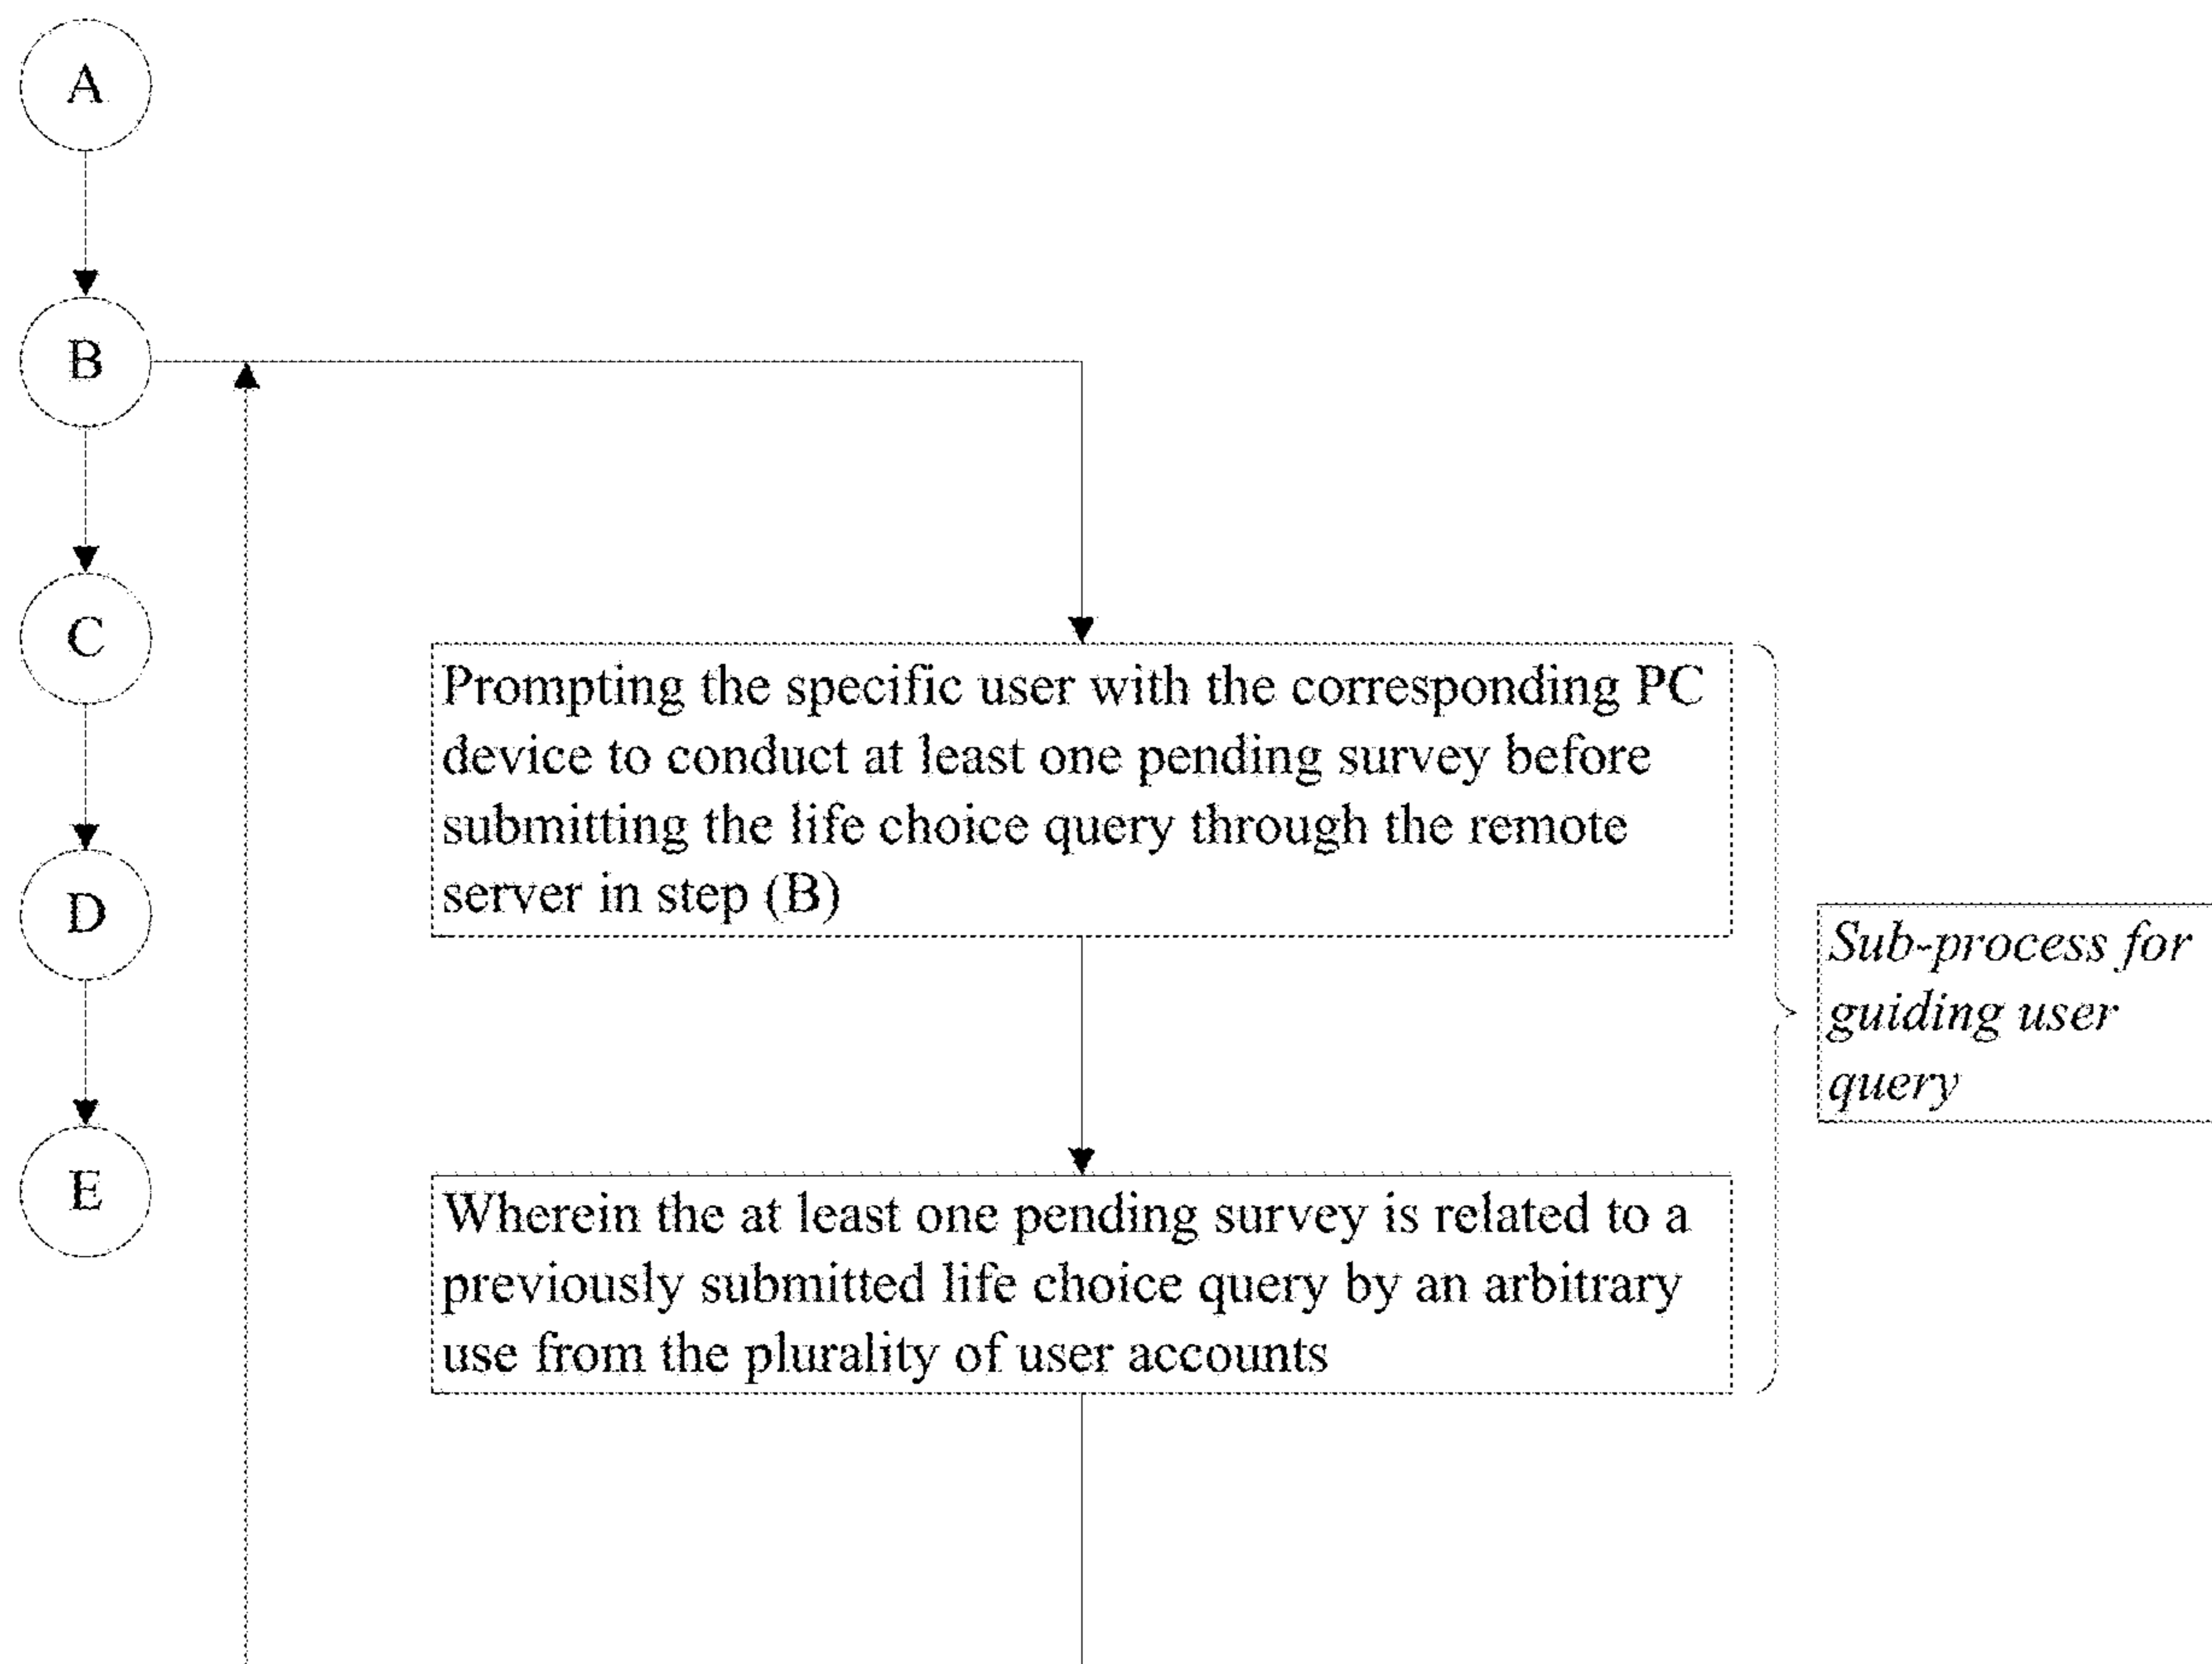 A
B
C
D
E
Prompting the specific user with the corresponding PC
device to conduct at least one pending survey before
submitting the life choice query through the remote
server in step (B)
Wherein the at least one pending survey is related to a
previously submitted life choice query by an arbitrary
use from the plurality of user accounts
Sub-process for
guiding user
query